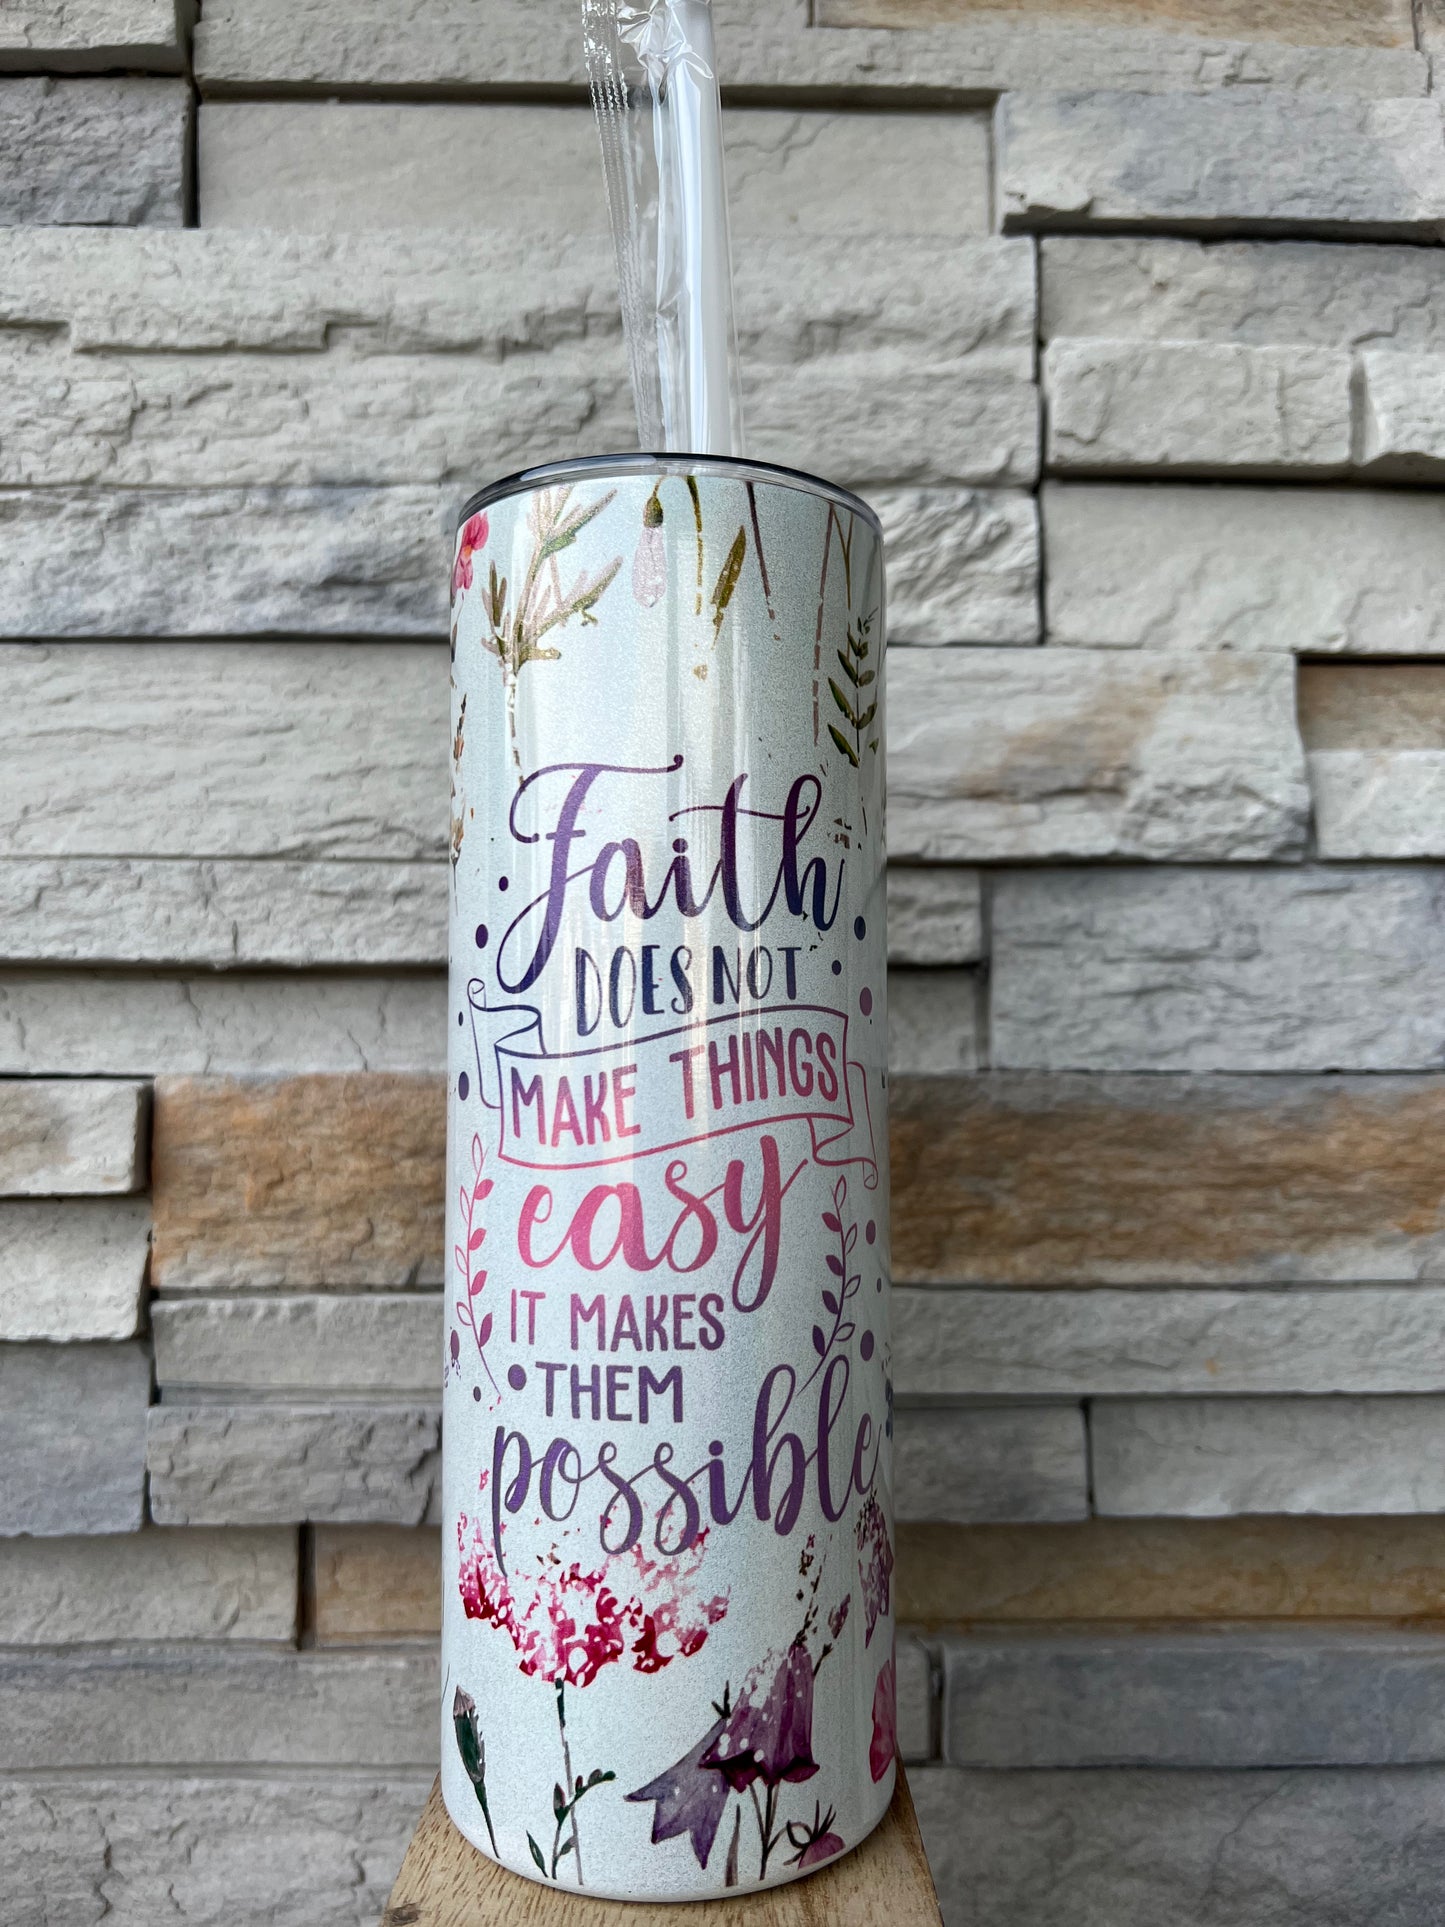 Faith
DOES NOT
MAKE THINGS
easy
IT MAKES
THEM
possible